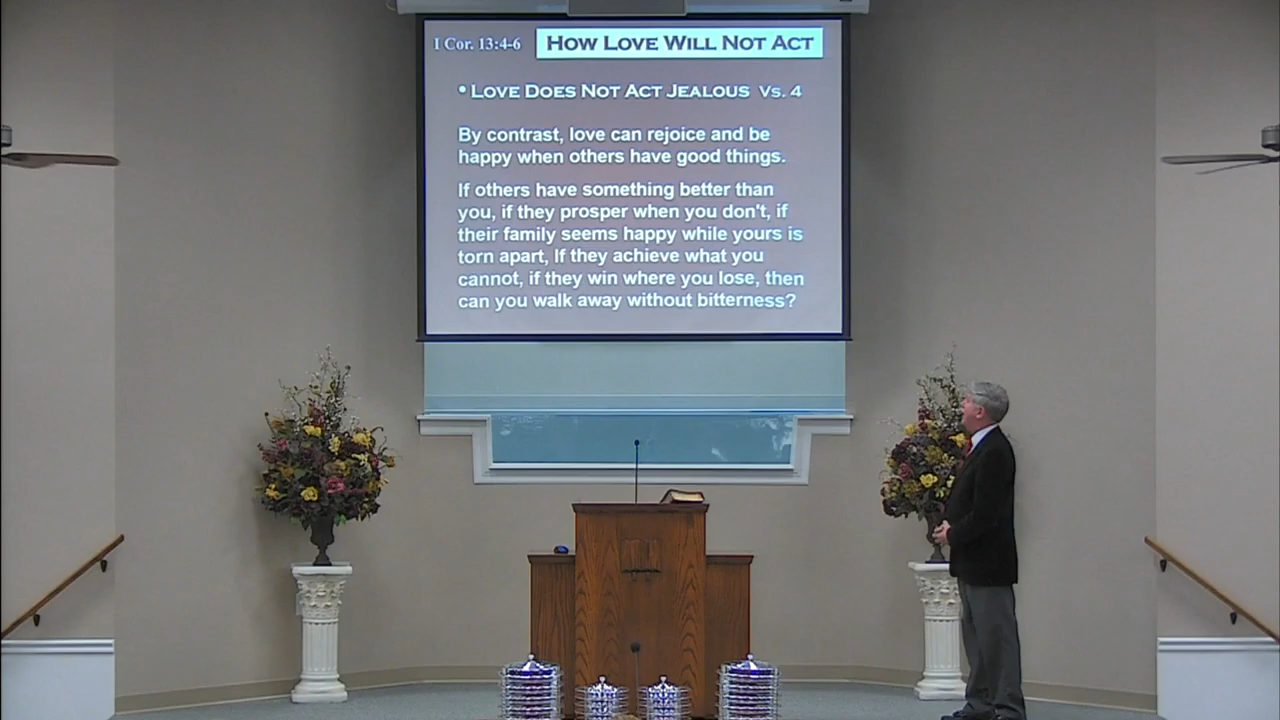 I Cor. 13:4-6
How Love Will Not Act
• Love Does Not Act Jealous Vs. 4
By contrast, love can rejoice and be
happy when others have good things.
If others have something better than
you, if they prosper when you don't, if
their family seems happy while yours is
torn apart, If they achieve what you
cannot, if they win where you lose, then
can you walk away without bitterness?